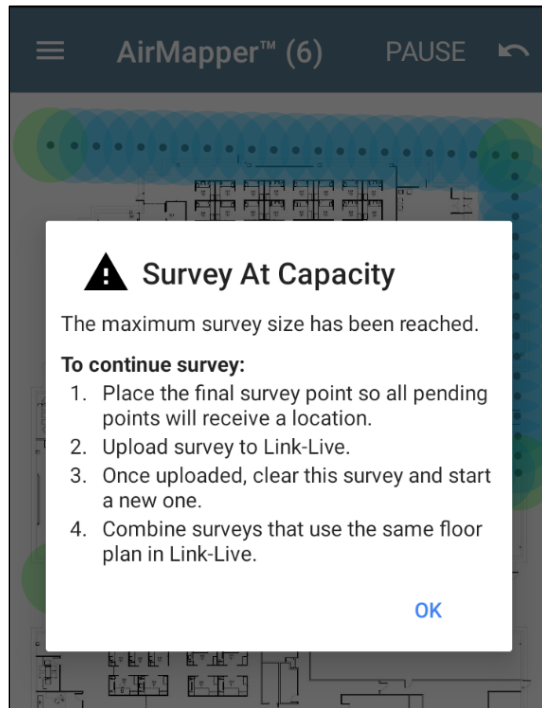 AirMapper™ (6) PAUSE
Survey At Capacity
The maximum survey size has been reached.
To continue survey:
1. Place the final survey point so all pending
points will receive a location.
2. Upload survey to Link-Live.
3. Once uploaded, clear this survey and start
a new one.
4. Combine surveys that use the same floor
plan in Link-Live.
OK